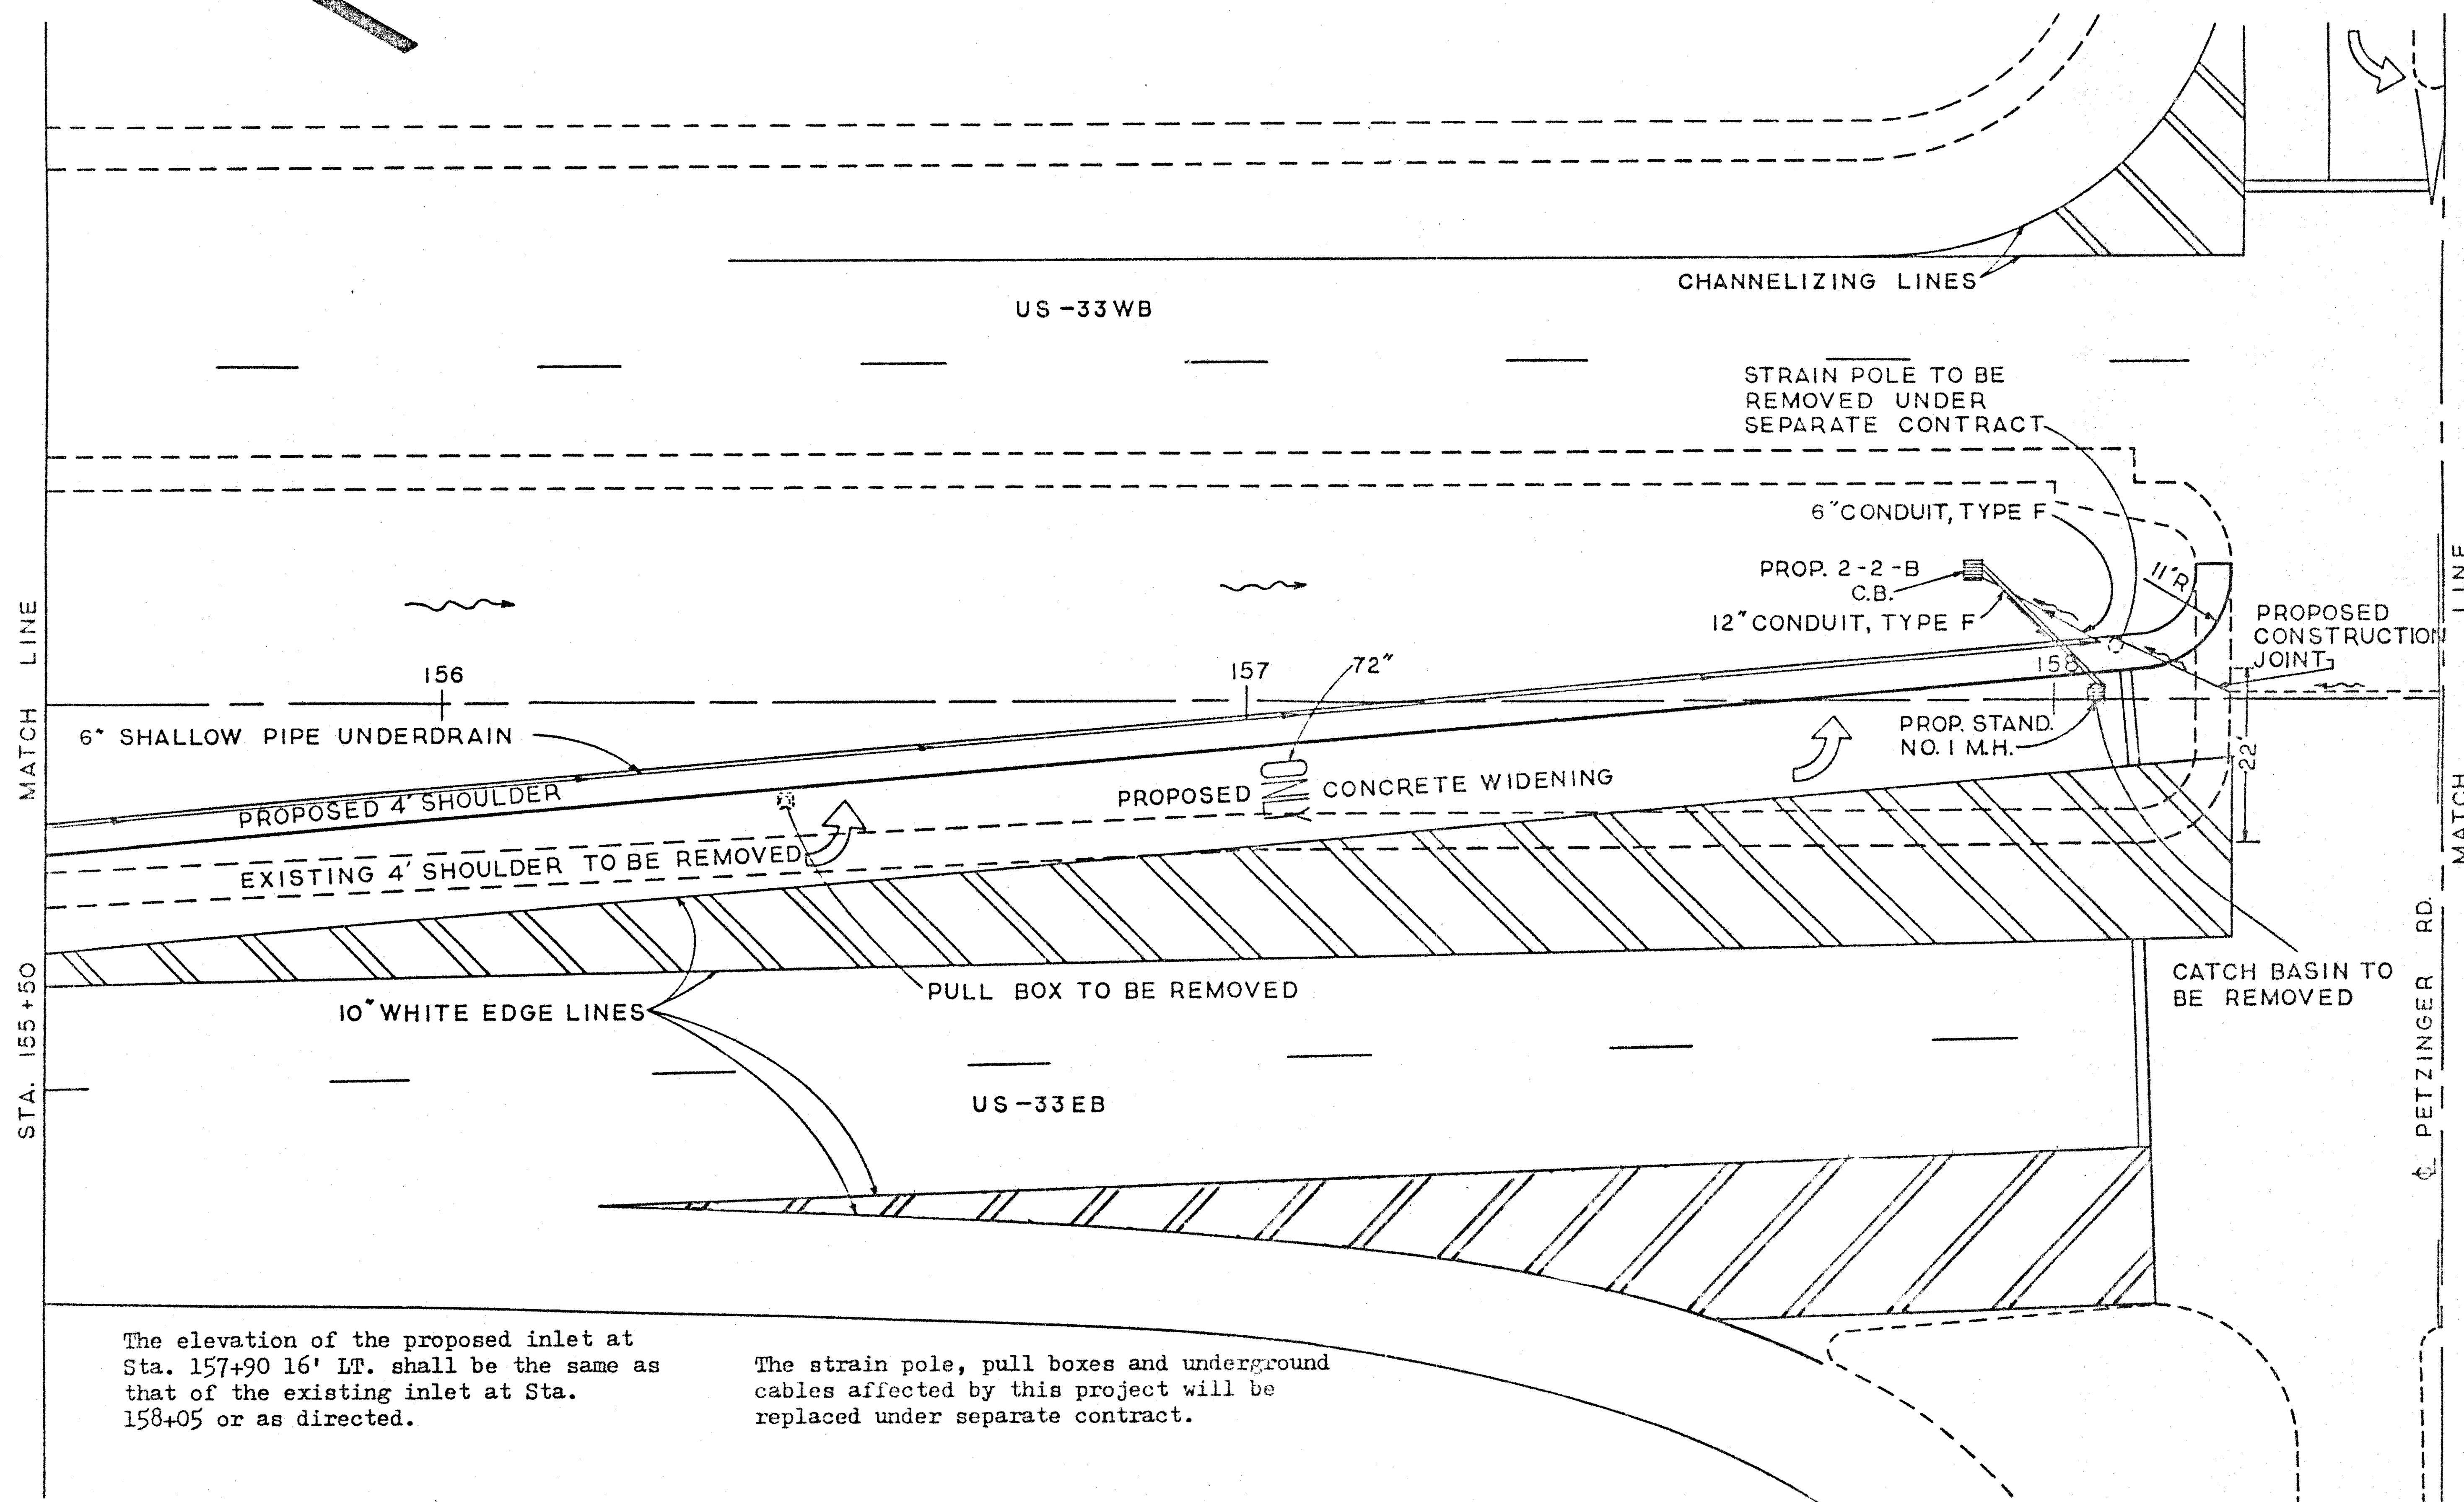 CHANNELIZING LINES
US-33WB
STRAIN POLE TO BE
REMOVED UNDER
SEPARATE CONTRACT
6"CONDUIT, TYPE F
PROP. 2-2-B
C.B.
12"CONDUIT, TYPE F
11'R
PROPOSED
CONSTRUCTION
JOINT
MATCH LINE
156
157
72"
158
6" SHALLOW PIPE UNDERDRAIN
PROP. STAND.
NO. 1 M.H.
22'
PROPOSED 4' SHOULDER
PROPOSED
ONLY
CONCRETE WIDENING
EXISTING 4' SHOULDER TO BE REMOVED
MATCH LINE
10" WHITE EDGE LINES
PULL BOX TO BE REMOVED
CATCH BASIN TO
BE REMOVED
STA. 155+50
US-33EB
℄ PETZINGER RD.
The elevation of the proposed inlet at
Sta. 157+90 16' LT. shall be the same as
that of the existing inlet at Sta.
158+05 or as directed.
The strain pole, pull boxes and underground
cables affected by this project will be
replaced under separate contract.